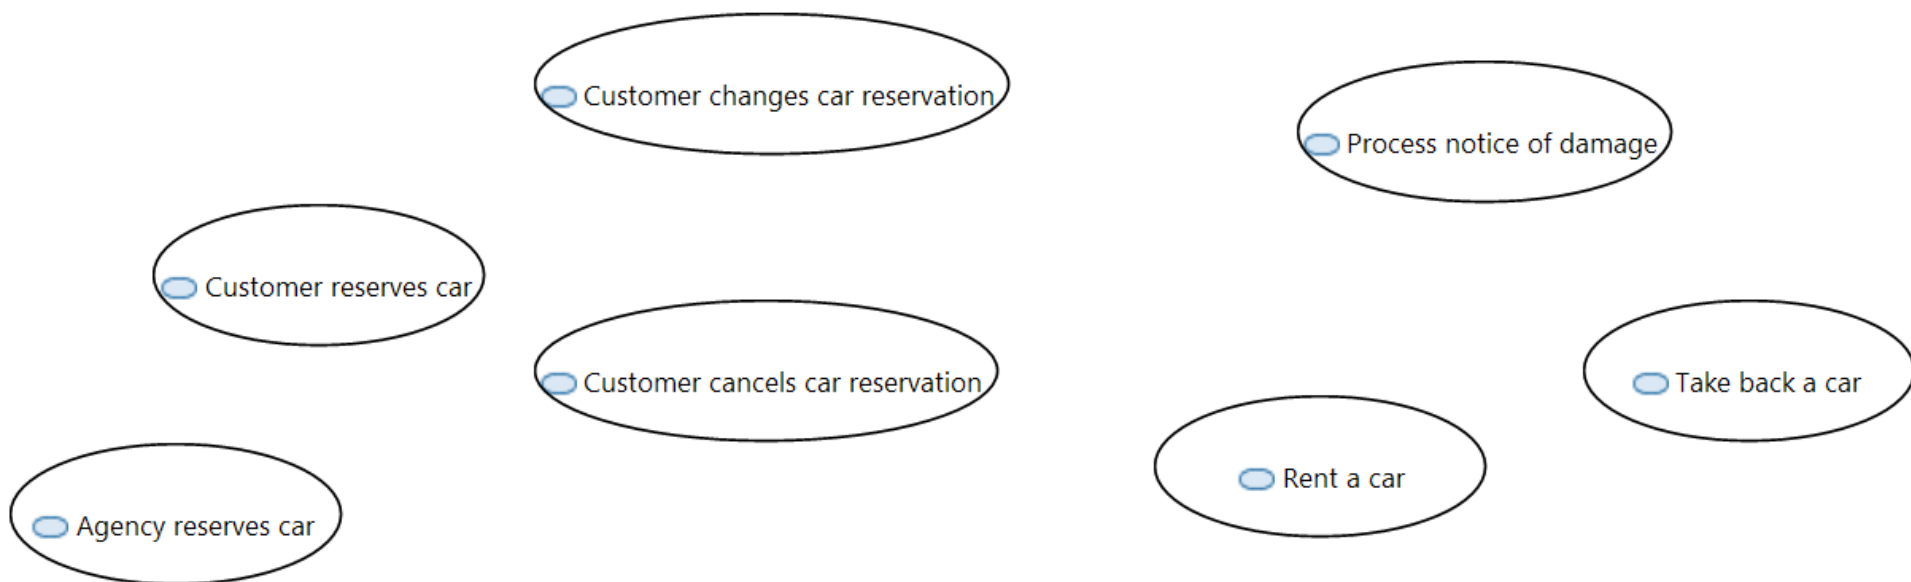 Customer changes car reservation
Process notice of damage
Customer reserves car
Customer cancels car reservation
Take back a car
Rent a car
Agency reserves car